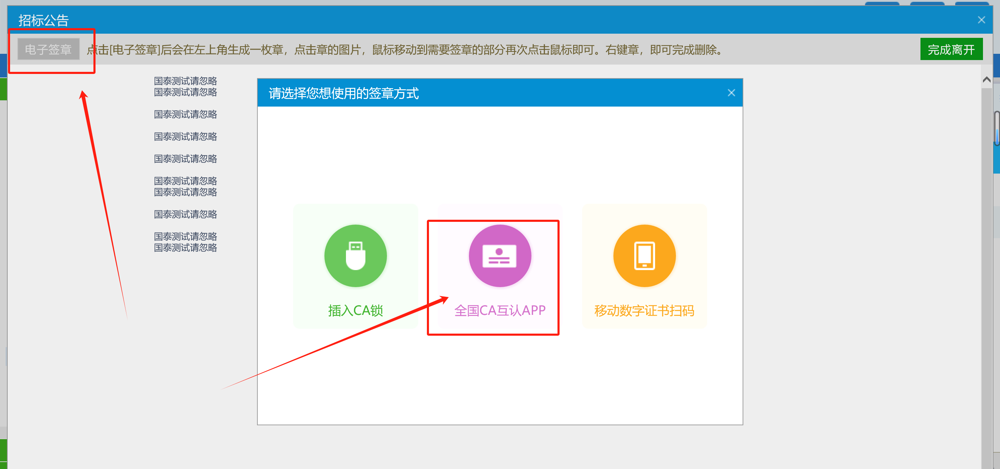 招标公告
电子签章 点击[电子签章]后会在左上角生成一枚章，点击章的图片，鼠标移动到需要签章的部分再次点击鼠标即可。右键章，即可完成删除。 完成离开
国泰测试请忽略
国泰测试请忽略
国泰测试请忽略
国泰测试请忽略
国泰测试请忽略
国泰测试请忽略
国泰测试请忽略
国泰测试请忽略
国泰测试请忽略
国泰测试请忽略
请选择您想使用的签章方式
插入CA锁
全国CA互认APP
移动数字证书扫码